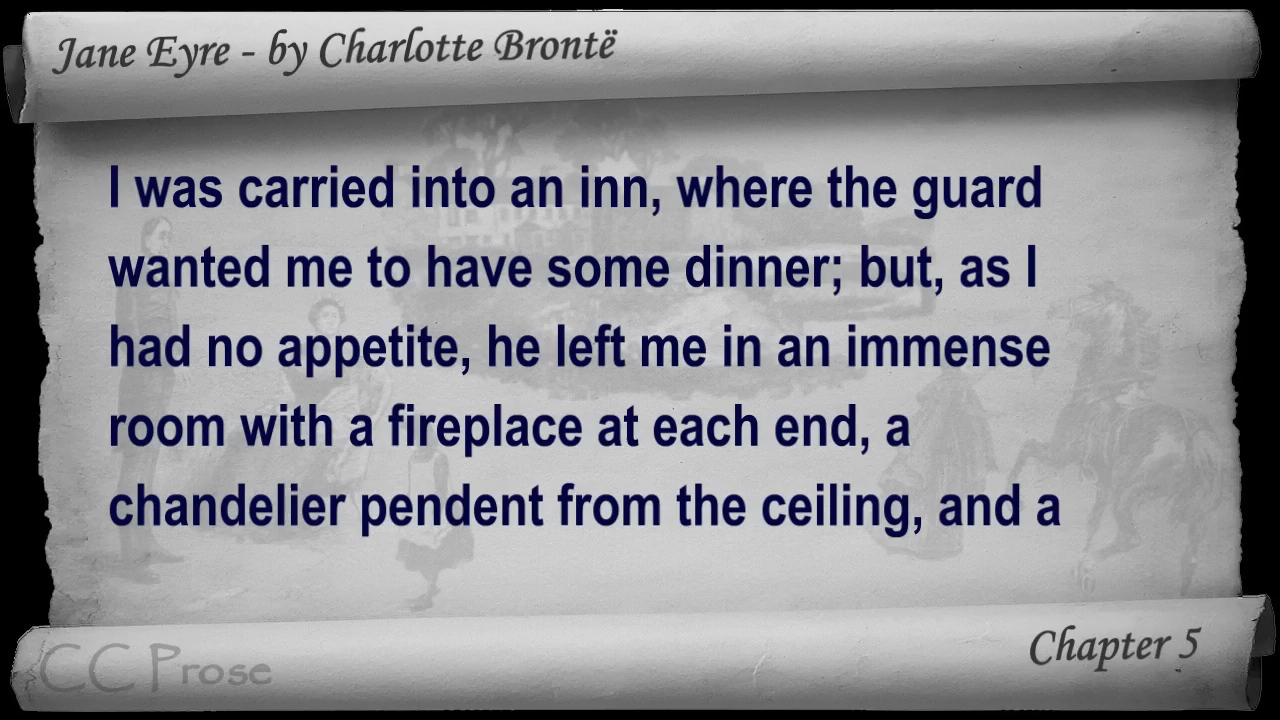 Jane Eyre - by Charlotte Brontë
I was carried into an inn, where the guard
wanted me to have some dinner; but, as I
had no appetite, he left me in an immense
room with a fireplace at each end, a
chandelier pendent from the ceiling, and a
Chapter 5
CC Prose